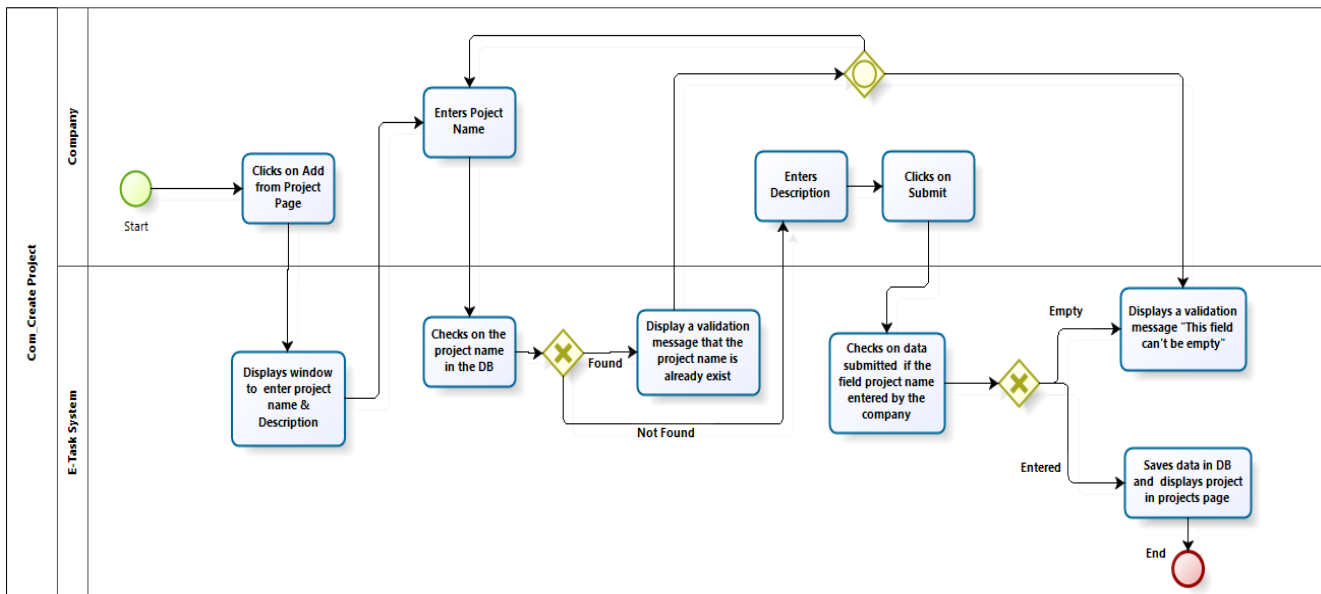 Com_Create Project
Company
E-Task System
Start
Clicks on Add
from Project
Page
Enters Poject
Name
Enters
Description
Clicks on
Submit
Displays window
to enter project
name &
Description
Checks on the
project name
in the DB
Found
Not Found
Display a validation
message that the
project name is
already exist
Checks on data
submitted if the
field project name
entered by the
company
Empty
Entered
Displays a validation
message "This field
can't be empty"
Saves data in DB
and displays project
in projects page
End